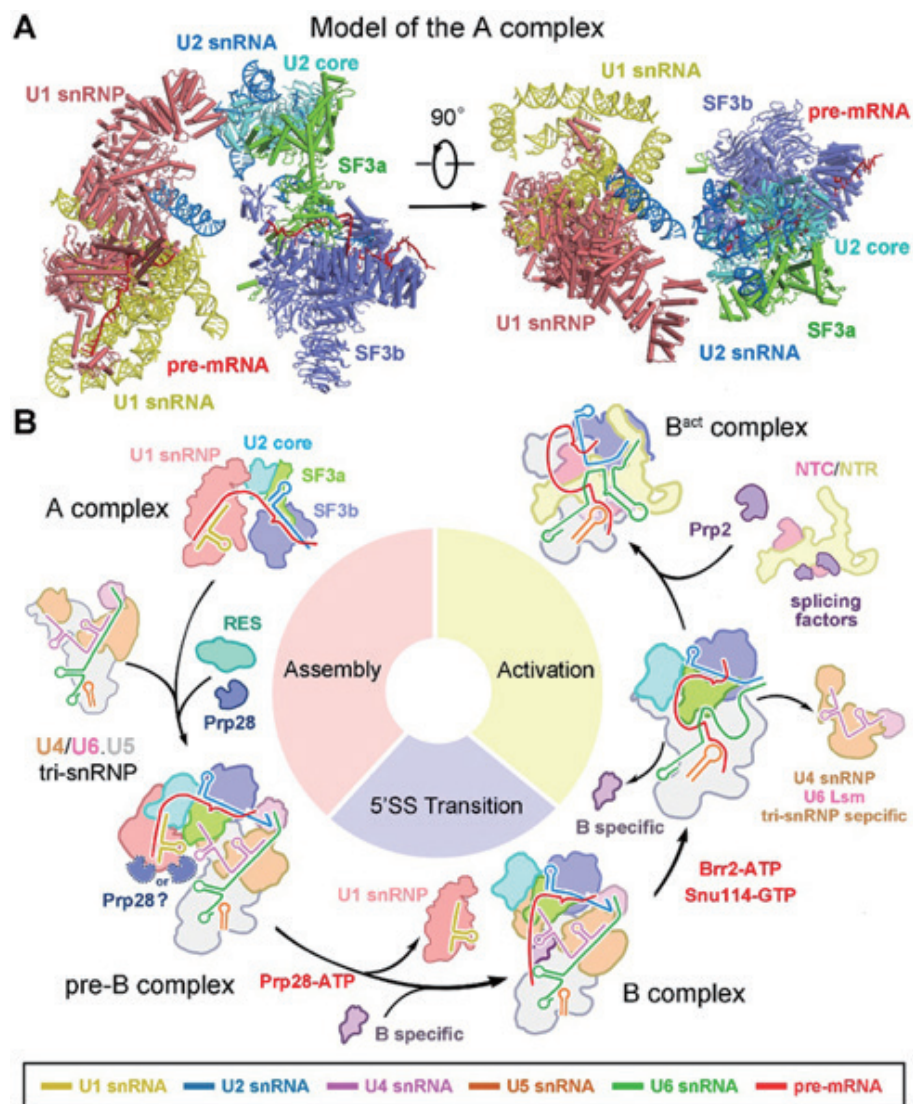 A
Model of the A complex
U2 snRNA
U2 core
U1 snRNP
SF3a
pre-mRNA
SF3b
U1 snRNA
90°
U1 snRNA
SF3b
pre-mRNA
U2 core
U1 snRNP
SF3a
U2 snRNA
B
U1 snRNP
U2 core
SF3a
SF3b
A complex
Bact complex
NTC/NTR
Prp2
splicing
factors
RES
Prp28
U4/U6.U5
tri-snRNP
Assembly
Activation
5'SS Transition
U4 snRNP
U6 Lsm
tri-snRNP sepcific
B specific
Brr2-ATP
Snu114-GTP
or
Prp28?
U1 snRNP
pre-B complex
Prp28-ATP
B specific
B complex
U1 snRNA U2 snRNA U4 snRNA U5 snRNA U6 snRNA pre-mRNA